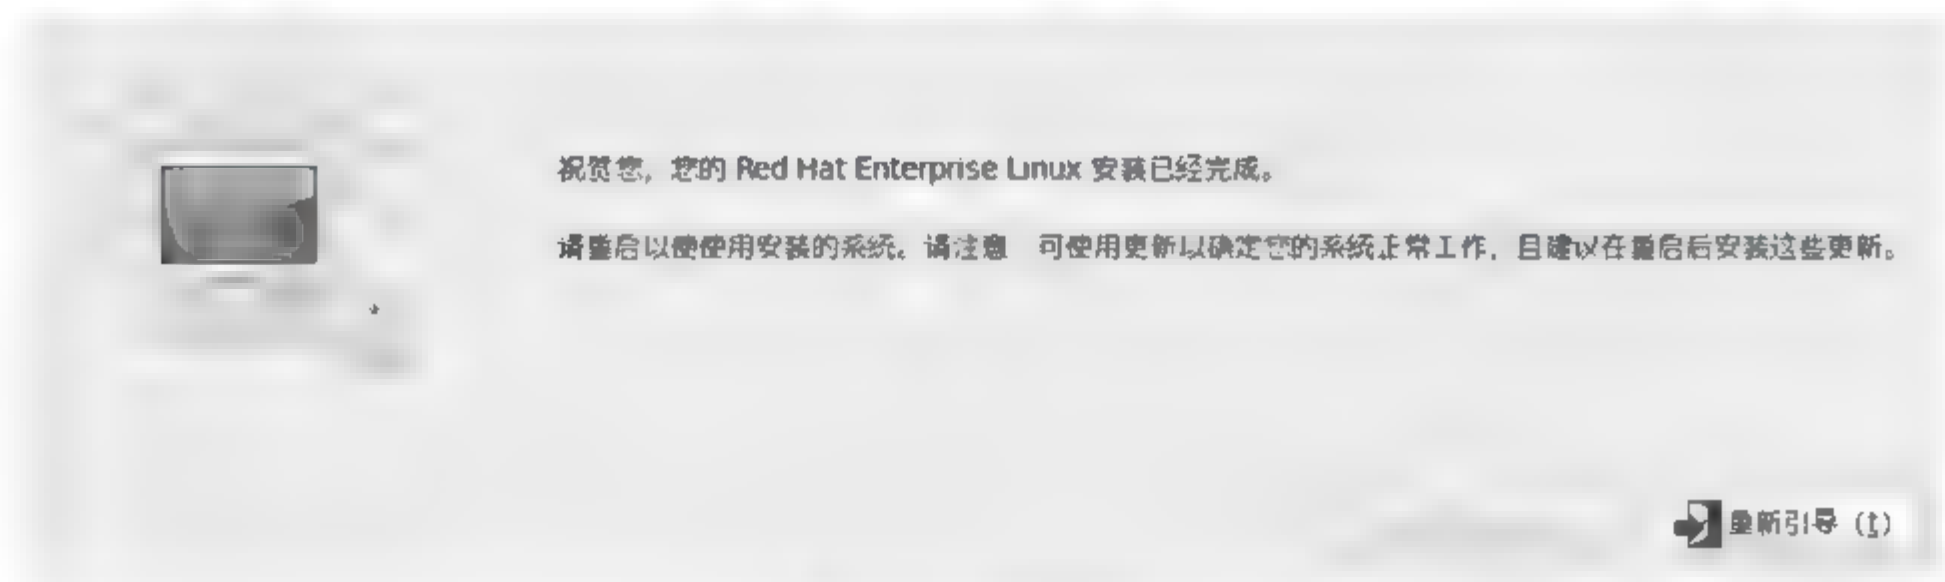 祝贺您，您的 Red Hat Enterprise Linux 安装已经完成。
请重启以便使用安装的系统。请注意 可使用更新以确定您的系统正常工作，且建议在重启后安装这些更新。
重新引导 (t)